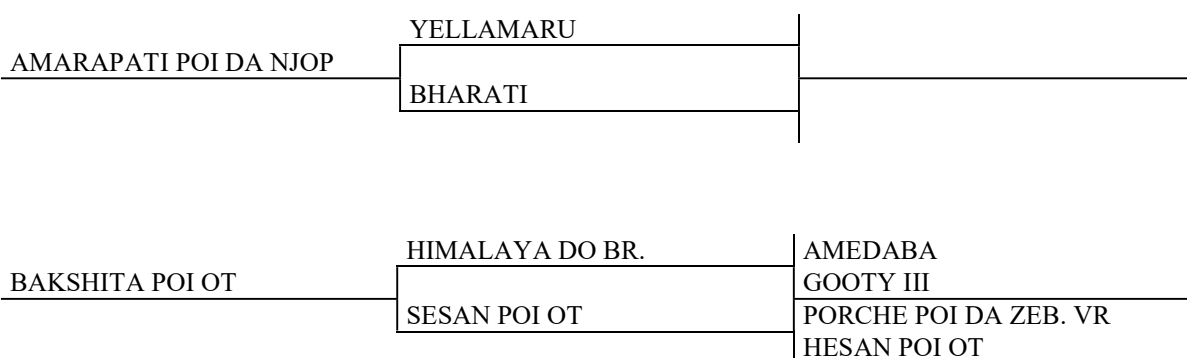 YELLAMARU
AMARAPATI POI DA NJOP
BHARATI
HIMALAYA DO BR.
AMEDABA
BAKSHITA POI OT
GOOTY III
SESAN POI OT
PORCHE POI DA ZEB. VR
HESAN POI OT